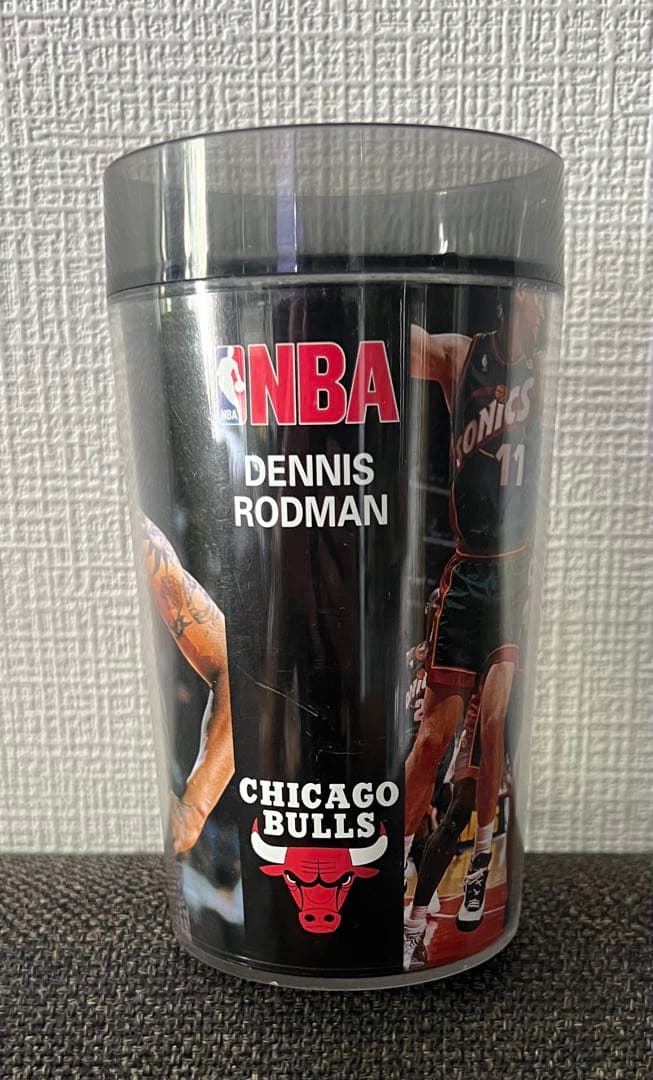 NBA
NBA
DENNIS
RODMAN
SONICS
11
CHICAGO
BULLS